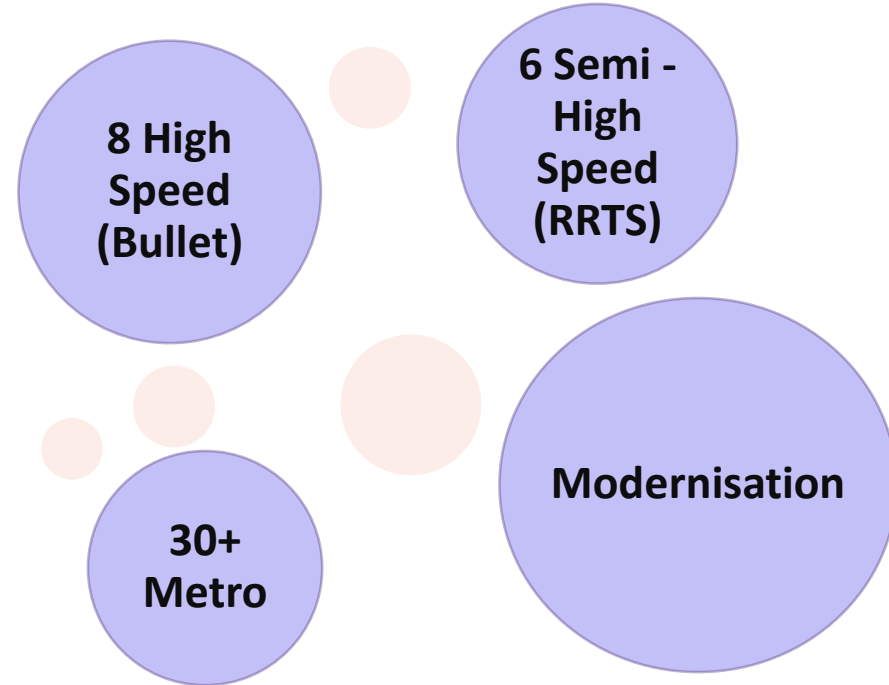 8 High
Speed
(Bullet)
6 Semi -
High
Speed
(RRTS)
30+
Metro
Modernisation